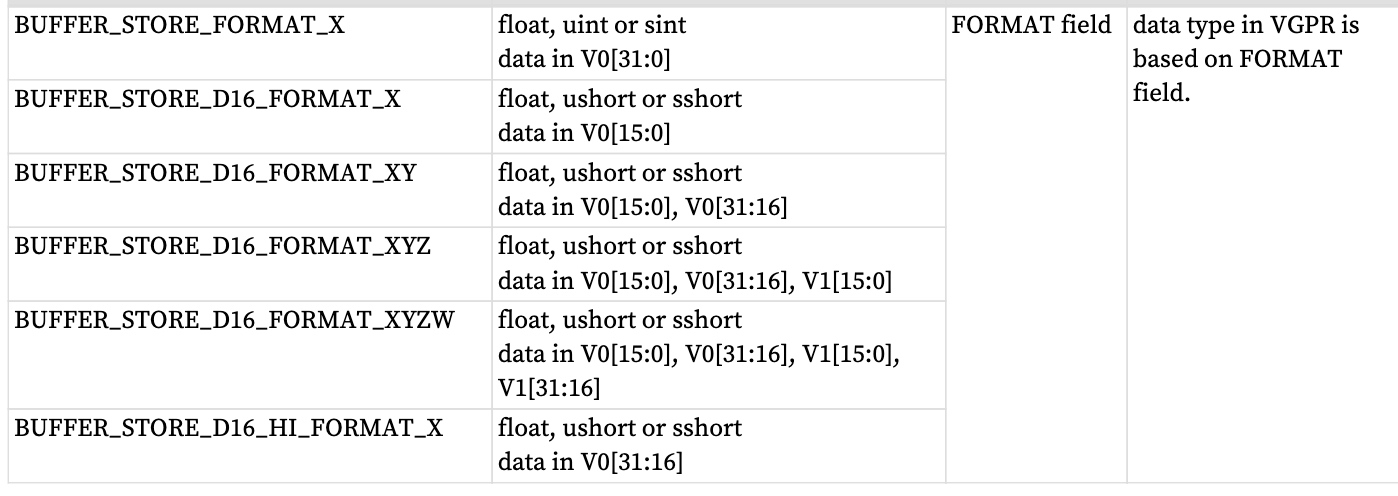 BUFFER_STORE_FORMAT_X
float, uint or sint
data in V0[31:0]
FORMAT field
data type in VGPR is
based on FORMAT
field.
BUFFER_STORE_D16_FORMAT_X
float, ushort or sshort
data in V0[15:0]
BUFFER_STORE_D16_FORMAT_XY
float, ushort or sshort
data in V0[15:0], V0[31:16]
BUFFER_STORE_D16_FORMAT_XYZ
float, ushort or sshort
data in V0[15:0], V0[31:16], V1[15:0]
BUFFER_STORE_D16_FORMAT_XYZW
float, ushort or sshort
data in V0[15:0], V0[31:16], V1[15:0],
V1[31:16]
BUFFER_STORE_D16_HI_FORMAT_X
float, ushort or sshort
data in V0[31:16]